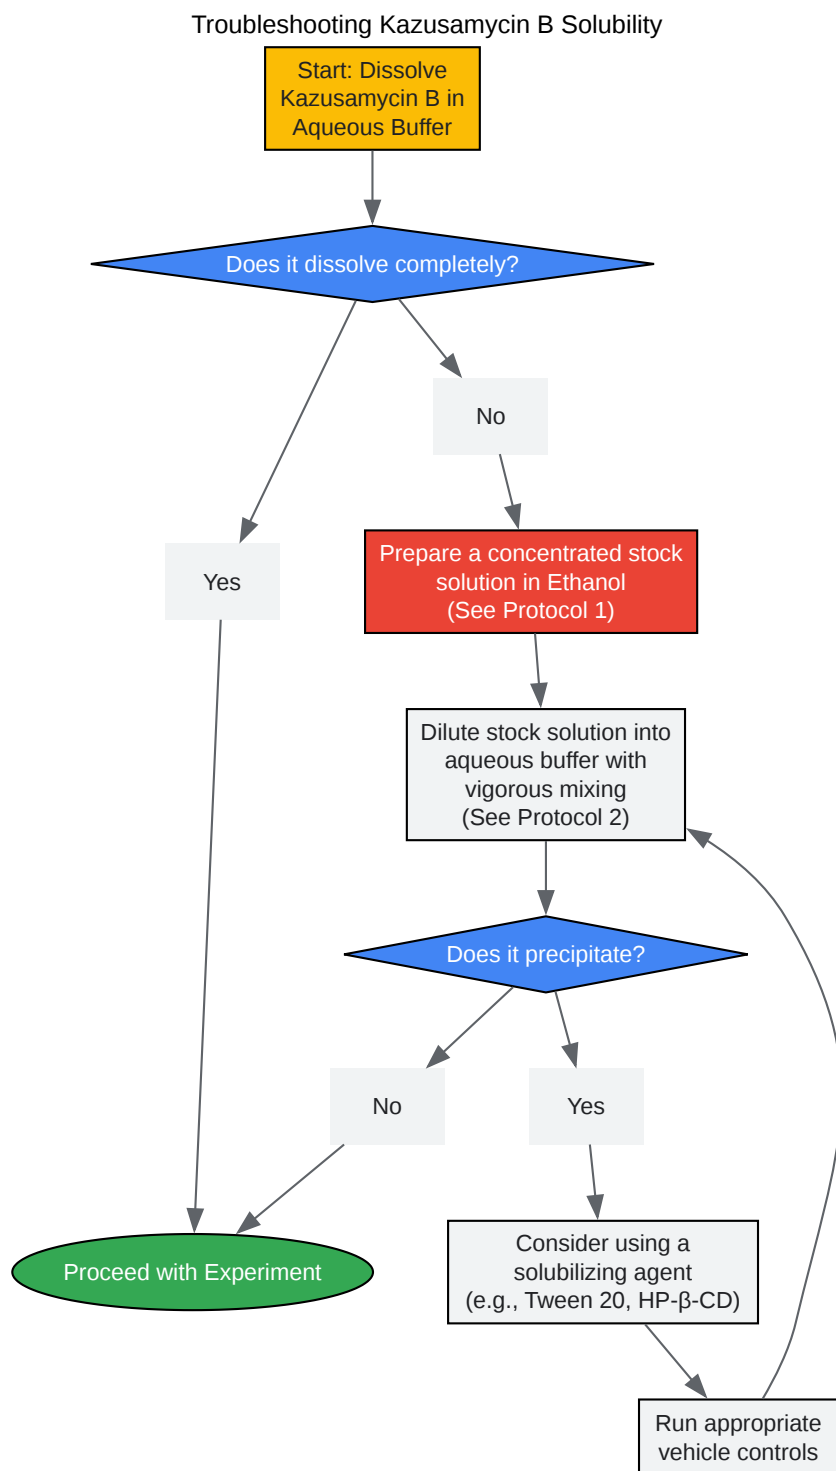 Troubleshooting Kazusamycin B Solubility
Start: Dissolve
Kazusamycin B in
Aqueous Buffer
Does it dissolve completely?
No
Prepare a concentrated stock
solution in Ethanol
(See Protocol 1)
Yes
Dilute stock solution into
aqueous buffer with
vigorous mixing
(See Protocol 2)
Does it precipitate?
No
Yes
Consider using a
solubilizing agent
(e.g., Tween 20, HP-β-CD)
Proceed with Experiment
Run appropriate
vehicle controls